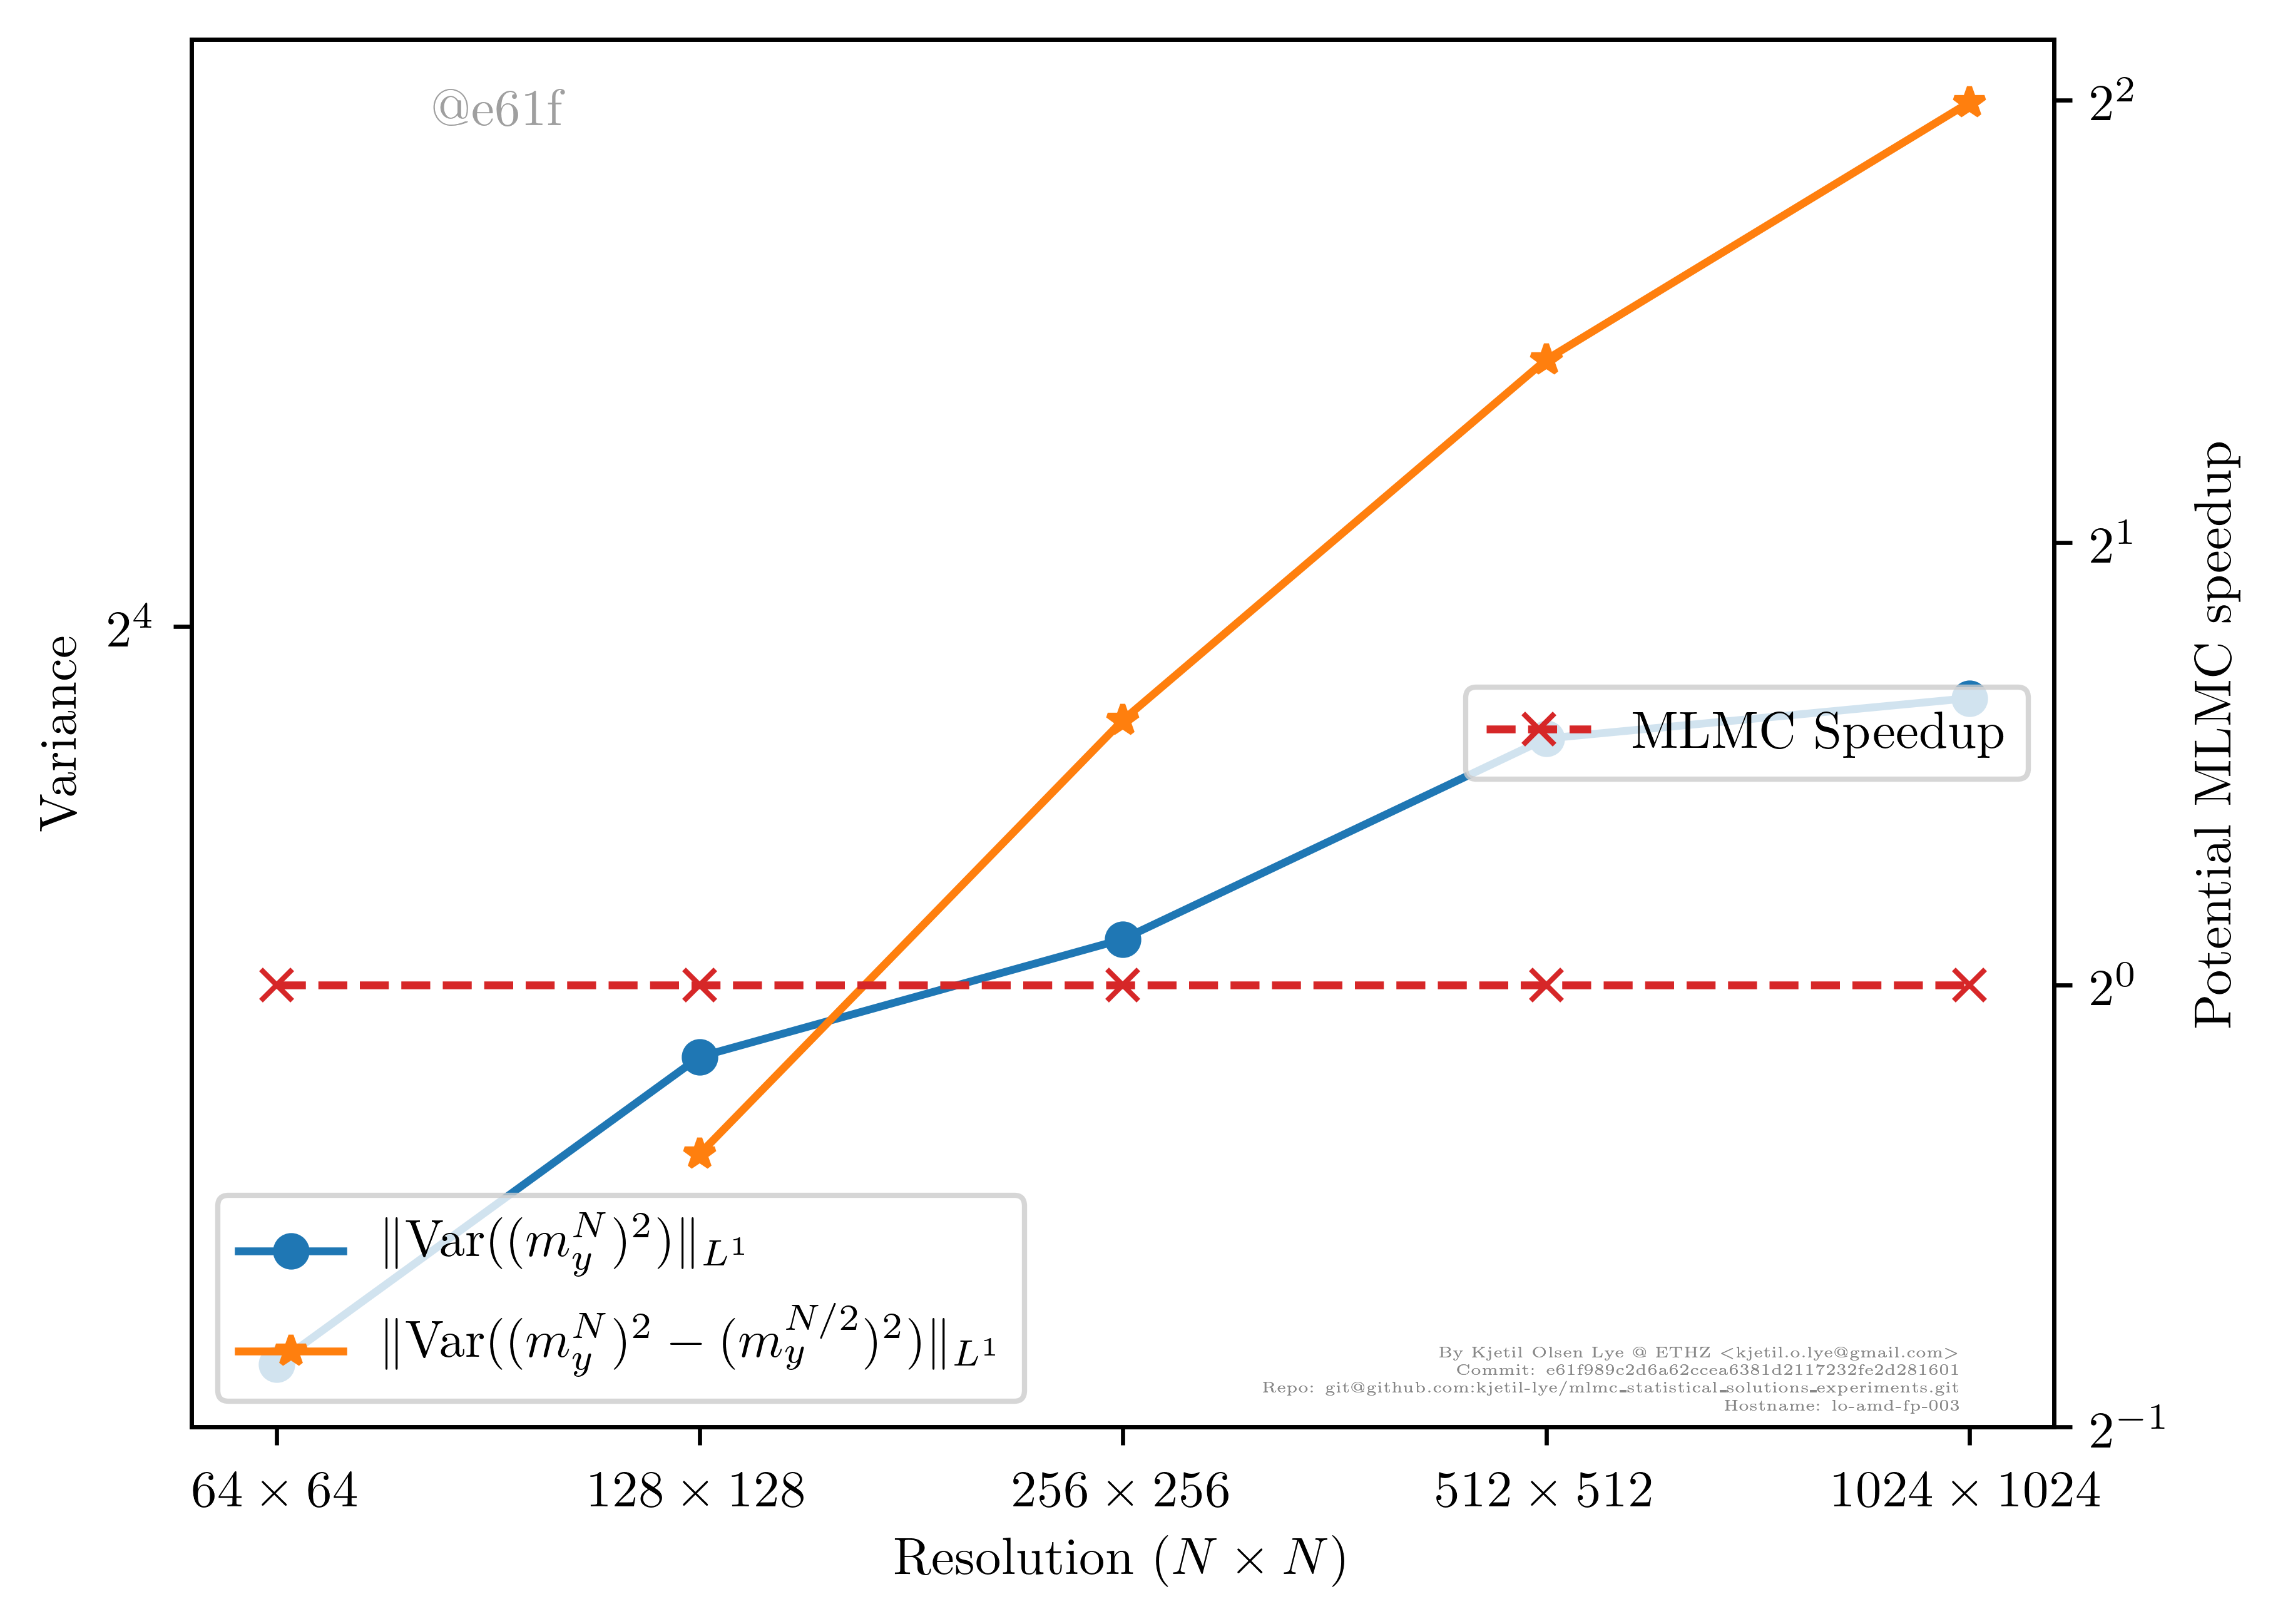 @e61f
2^2
2^1
2^4
Variance
Potential MLMC speedup
MLMC Speedup
2^0
‖Var((m_y^N)^2)‖_{L^1}
‖Var((m_y^N)^2 − (m_y^{N/2})^2)‖_{L^1}
By Kjetil Olsen Lye @ ETHZ <kjetil.o.lye@gmail.com>
Commit: e61f989c2d6a62ccea6381d2117232fe2d281601
Repo: git@github.com:kjetil-lye/mlmc_statistical_solutions_experiments.git
Hostname: lo-amd-fp-003
2^{−1}
64 × 64 128 × 128 256 × 256 512 × 512 1024 × 1024
Resolution (N × N)